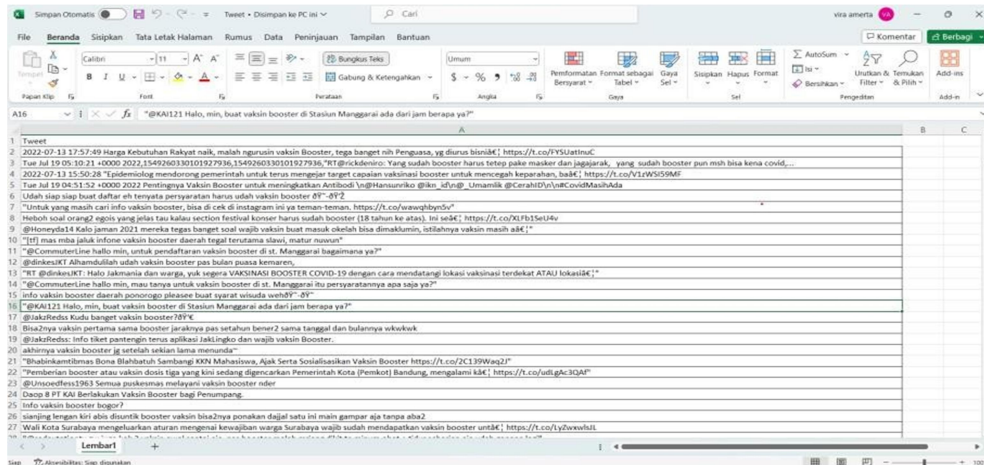 Simpan Otomatis
Tweet • Disimpan ke PC ini
Cari
vira amerta
VA
File Beranda Sisipkan Tata Letak Halaman Rumus Data Peninjauan Tampilan Bantuan
Komentar
Berbagi
Calibri 11
Bungkus Teks
Umum
AutoSum
Isi
B I U
Gabung & Ketengahkan
Pemformatan Bersyarat
Format sebagai Tabel
Gaya Sel
Sisipkan Hapus Format
Bersihkan
Urutkan & Filter
Temukan & Pilih
Add-ins
Papan Klip Font Perataan Angka Gaya Sel Pengeditan Add-in
A16 fx "@KAI121 Halo, min, buat vaksin booster di Stasiun Manggarai ada dari jam berapa ya?"
A B C
1 Tweet
2 2022-07-13 17:57:49 Harga Kebutuhan Rakyat naik, malah ngurusin vaksin Booster, tega banget nih Penguasa, yg diurus bisniâ€¦ https://t.co/FYSUatInuC
3 Tue Jul 19 05:10:21 +0000 2022,1549260330101927936,1549260330101927936,"RT@rickdeniro: Yang sudah booster harus tetep pake masker dan jagajarak, yang sudah booster pun msh bisa kena covid,...
4 2022-07-13 15:50:28 "Epidemiolog mendorong pemerintah untuk terus mengejar target capaian vaksinasi booster untuk mencegah keparahan, baâ€¦ https://t.co/V1zWSI59MF
5 Tue Jul 19 04:51:52 +0000 2022 Pentingnya Vaksin Booster untuk meningkatkan Antibodi \n@Hansunriko @ikn_id\n@_Umamlik @CerahID\n\n#CovidMasihAda
6 Udah siap siap buat daftar eh tenyata persyaratan harus udah vaksin booster
7 "Untuk yang masih cari info vaksin booster, bisa di cek di instagram ini ya teman-teman. https://t.co/wawqhbyn5v"
8 Heboh soal orang2 egois yang jelas tau kalau section festival konser harus sudah booster (18 tahun ke atas). Ini seâ€¦ https://t.co/XLFb1SeU4v
9 @Honeyda14 Kalo jaman 2021 mereka tegas banget soal wajib vaksin buat masuk okelah bisa dimaklumin, istilahnya vaksin masih aâ€¦"
10 "[tf] mas mba jaluk infone vaksin booster daerah tegal terutama slawi, matur nuwun"
11 "@CommuterLine hallo min, untuk pendaftaran vaksin booster di st. Manggarai bagaimana ya?"
12 @dinkesJKT Alhamdulilah udah vaksin booster pas bulan puasa kemaren,
13 "RT @dinkesJKT: Halo Jakmania dan warga, yuk segera VAKSINASI BOOSTER COVID-19 dengan cara mendatangi lokasi vaksinasi terdekat ATAU lokasiâ€¦"
14 "@CommuterLine hallo min, mau tanya untuk vaksin booster di st. Manggarai itu persyaratannya apa saja ya?"
15 info vaksin booster daerah ponorogo pleasee buat syarat wisuda
16 "@KAI121 Halo, min, buat vaksin booster di Stasiun Manggarai ada dari jam berapa ya?"
17 @JakzRedss Kudu banget vaksin booster?
18 Bisa2nya vaksin pertama sama booster jaraknya pas setahun bener2 sama tanggal dan bulannya wkwkwk
19 @JakzRedss: Info tiket pantengin terus aplikasi JakLingko dan wajib vaksin Booster.
20 akhirnya vaksin booster jg setelah sekian lama menunda~
21 "Bhabinkamtibmas Bona Blahbatuh Sambangi KKN Mahasiswa, Ajak Serta Sosialisasikan Vaksin Booster https://t.co/2C139Waq2J"
22 "Pemberian booster atau vaksin dosis tiga yang kini sedang digencarkan Pemerintah Kota (Pemkot) Bandung, mengalami kâ€¦ https://t.co/udLgAc3QAf"
23 @Unsoedfess1963 Semua puskesmas melayani vaksin booster nder
24 Daop 8 PT KAI Berlakukan Vaksin Booster bagi Penumpang.
25 Info vaksin booster bogor?
26 sianjing lengan kiri abis disuntik booster vaksin bisa2nya ponakan dajjal satu ini main gampar aja tanpa aba2
27 Wali Kota Surabaya mengeluarkan aturan mengenai kewajiban warga Surabaya wajib sudah mendapatkan vaksin booster untâ€¦ https://t.co/LyZwxwlsJL
Lembar1
Siap Aksesibilitas: Siap digunakan